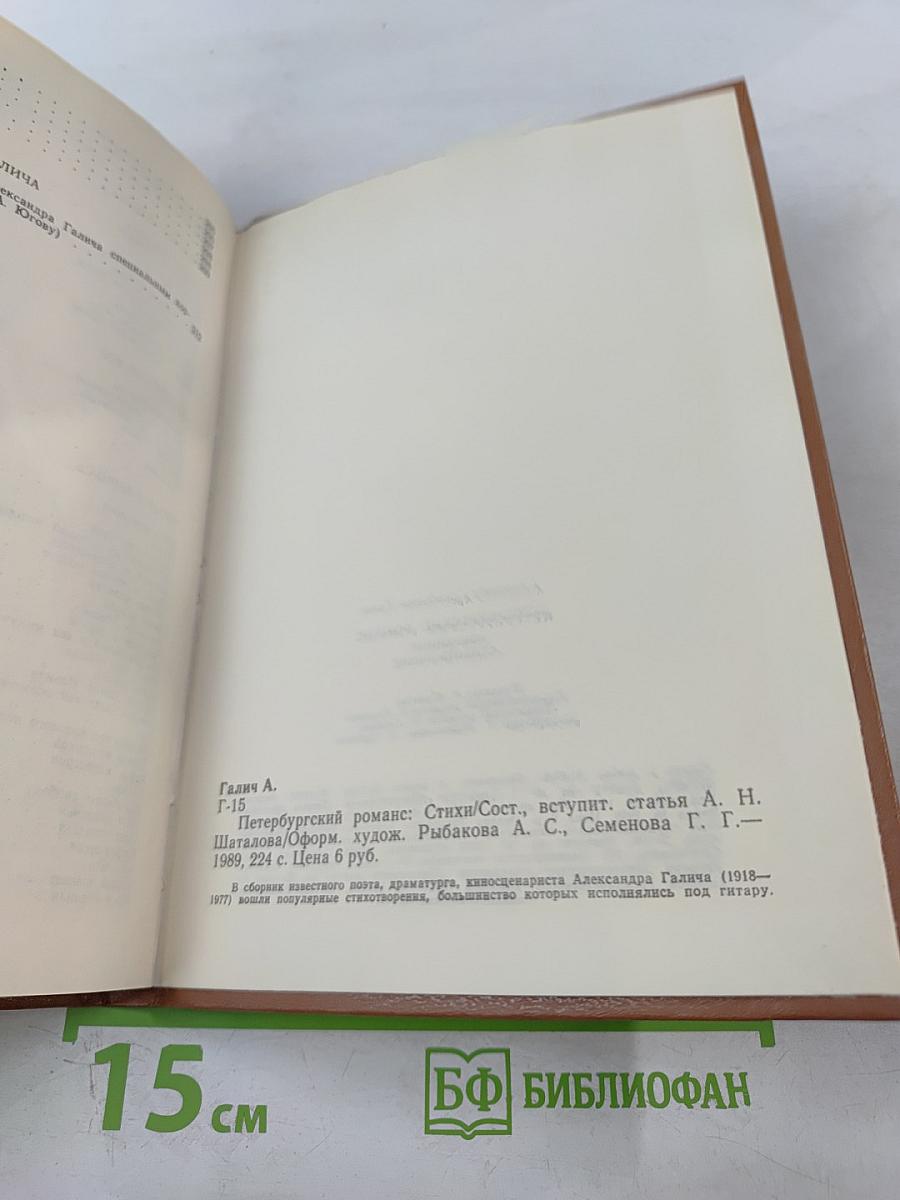 ЛИЧА
ександра Галича специальным кор-
А. Югову)
Галич А.
Г-15
Петербургский романс: Стихи/Сост., вступит. статья А. Н.
Шаталова/Оформ. худож. Рыбакова А. С., Семенова Г. Г.—
1989, 224 с. Цена 6 руб.
В сборник известного поэта, драматурга, киносценариста Александра Галича (1918—
1977) вошли популярные стихотворения, большинство которых исполнялись под гитару.
15 см
БФ БИБЛИОФАН